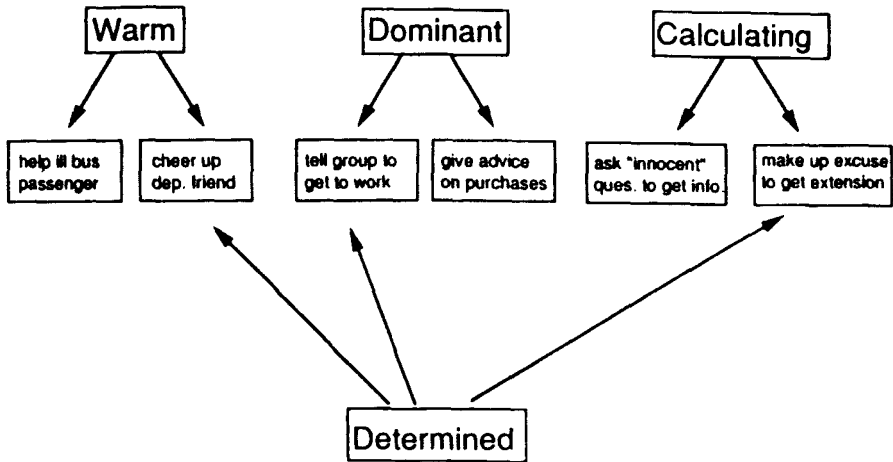 Warm
Dominant
Calculating
help ill bus
passenger
cheer up
dep. friend
tell group to
get to work
give advice
on purchases
ask "innocent"
ques. to get info.
make up excuse
to get extension
Determined